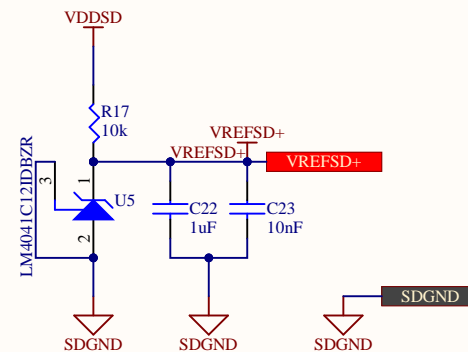 VDDSD
R17
10k
VREFSD+
VREFSD+
VREFSD+
LM4041C12IDBZR
3
1
U5
2
C22
1uF
C23
10nF
SDGND
SDGND
SDGND
SDGND